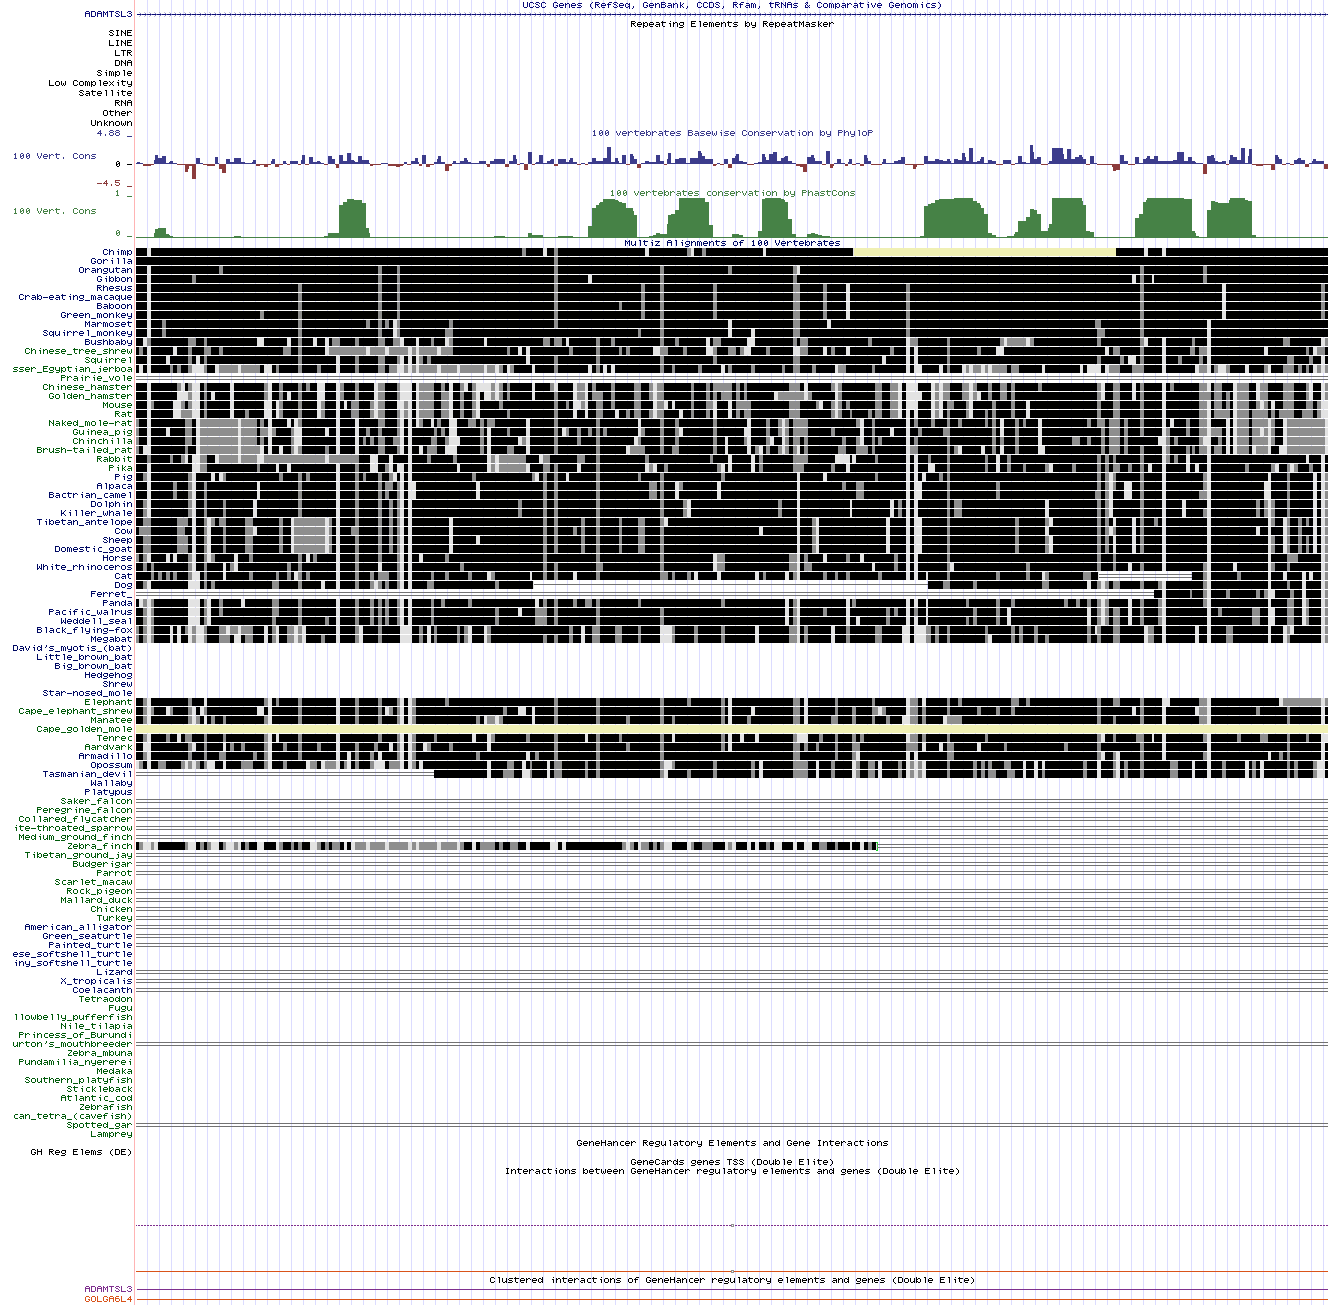 UCSC Genes (RefSeq, GenBank, CCDS, Rfam, tRNAs & Comparative Genomics)
ADAMTSL3
Repeating Elements by RepeatMasker
SINE
LINE
LTR
DNA
Simple
Low Complexity
Satellite
RNA
Other
Unknown
4.88 _
100 vertebrates Basewise Conservation by PhyloP
100 Vert. Cons
0 _
-4.5 _
1 _
100 vertebrates conservation by PhastCons
100 Vert. Cons
0 _
Multiz Alignments of 100 Vertebrates
Chimp
Gorilla
Orangutan
Gibbon
Rhesus
Crab-eating_macaque
Baboon
Green_monkey
Marmoset
Squirrel_monkey
Bushbaby
Chinese_tree_shrew
Squirrel
sser_Egyptian_jerboa
Prairie_vole
Chinese_hamster
Golden_hamster
Mouse
Rat
Naked_mole-rat
Guinea_pig
Chinchilla
Brush-tailed_rat
Rabbit
Pika
Pig
Alpaca
Bactrian_camel
Dolphin
Killer_whale
Tibetan_antelope
Cow
Sheep
Domestic_goat
Horse
White_rhinoceros
Cat
Dog
Ferret_
Panda
Pacific_walrus
Weddell_seal
Black_flying-fox
Megabat
David's_myotis_(bat)
Little_brown_bat
Big_brown_bat
Hedgehog
Shrew
Star-nosed_mole
Elephant
Cape_elephant_shrew
Manatee
Cape_golden_mole
Tenrec
Aardvark
Armadillo
Opossum
Tasmanian_devil
Wallaby
Platypus
Saker_falcon
Peregrine_falcon
Collared_flycatcher
ite-throated_sparrow
Medium_ground_finch
Zebra_finch
Tibetan_ground_jay
Budgerigar
Parrot
Scarlet_macaw
Rock_pigeon
Mallard_duck
Chicken
Turkey
American_alligator
Green_seaturtle
Painted_turtle
ese_softshell_turtle
iny_softshell_turtle
Lizard
X_tropicalis
Coelacanth
Tetraodon
Fugu
llowbelly_pufferfish
Nile_tilapia
Princess_of_Burundi
urton's_mouthbreeder
Zebra_mbuna
Pundamilia_nyererei
Medaka
Southern_platyfish
Stickleback
Atlantic_cod
Zebrafish
can_tetra_(cavefish)
Spotted_gar
Lamprey
GeneHancer Regulatory Elements and Gene Interactions
GH Reg Elems (DE)
GeneCards genes TSS (Double Elite)
Interactions between GeneHancer regulatory elements and genes (Double Elite)
Clustered interactions of GeneHancer regulatory elements and genes (Double Elite)
ADAMTSL3
GOLGA6L4